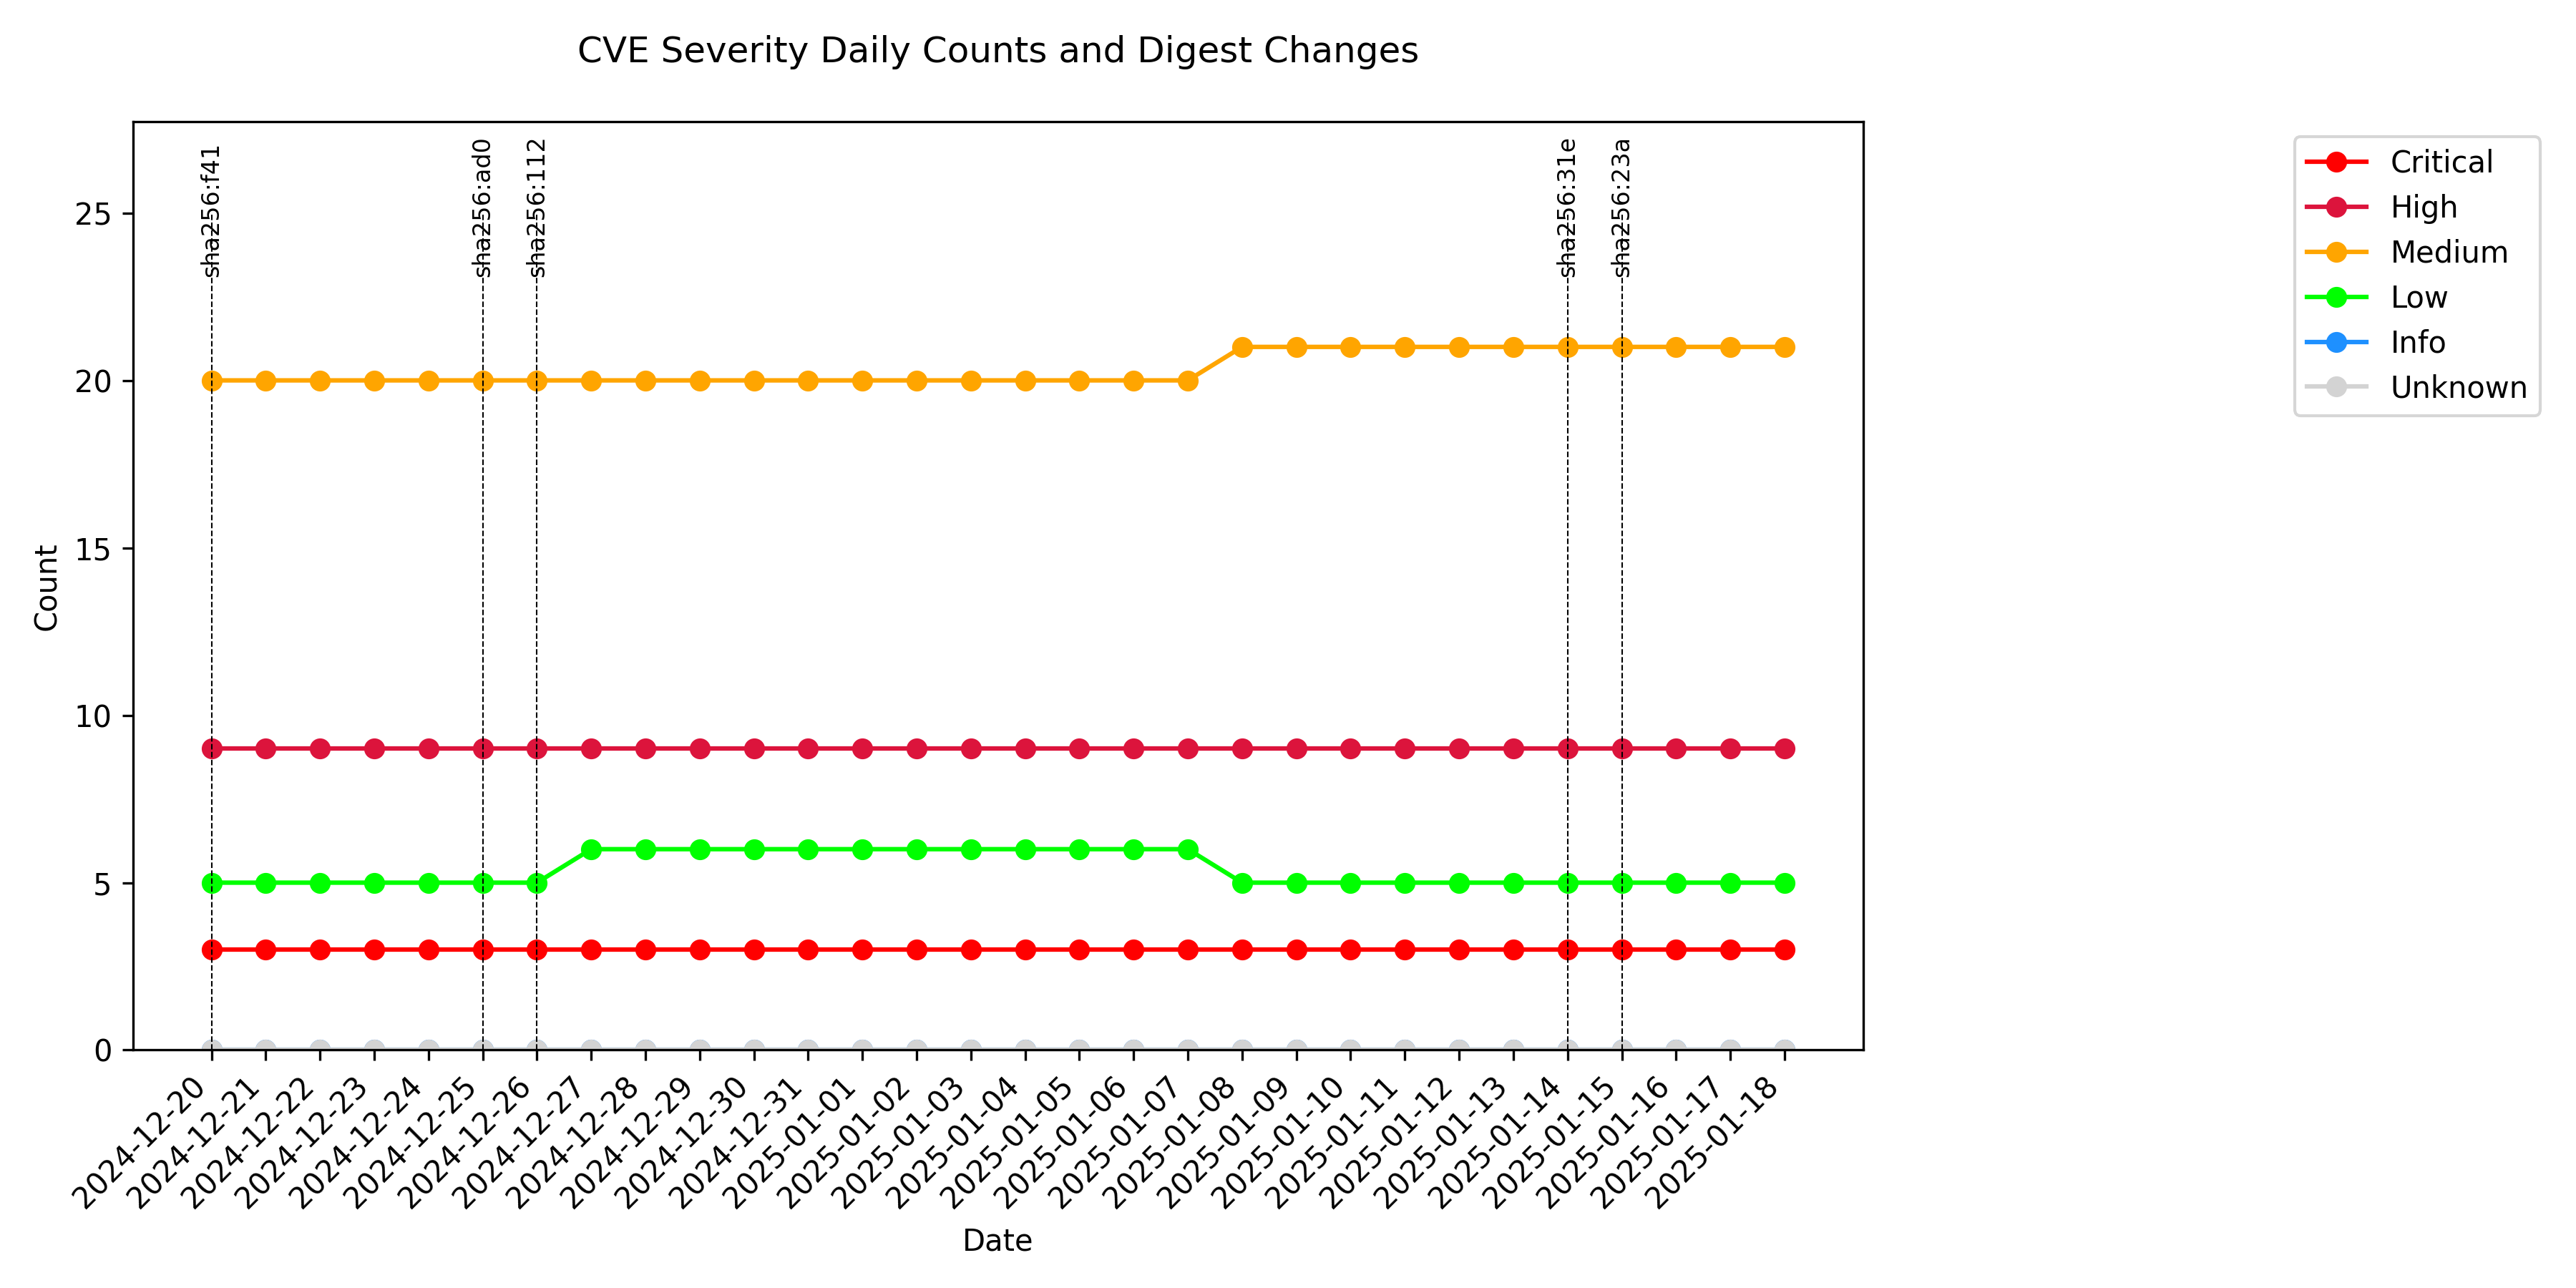 CVE Severity Daily Counts and Digest Changes
sha256:f41
sha256:ad0
sha256:112
sha256:31e
sha256:23a
Critical
High
Medium
Low
Info
Unknown
25
20
15
10
5
0
Count
2024-12-20
2024-12-21
2024-12-22
2024-12-23
2024-12-24
2024-12-25
2024-12-26
2024-12-27
2024-12-28
2024-12-29
2024-12-30
2024-12-31
2025-01-01
2025-01-02
2025-01-03
2025-01-04
2025-01-05
2025-01-06
2025-01-07
2025-01-08
2025-01-09
2025-01-10
2025-01-11
2025-01-12
2025-01-13
2025-01-14
2025-01-15
2025-01-16
2025-01-17
2025-01-18
Date